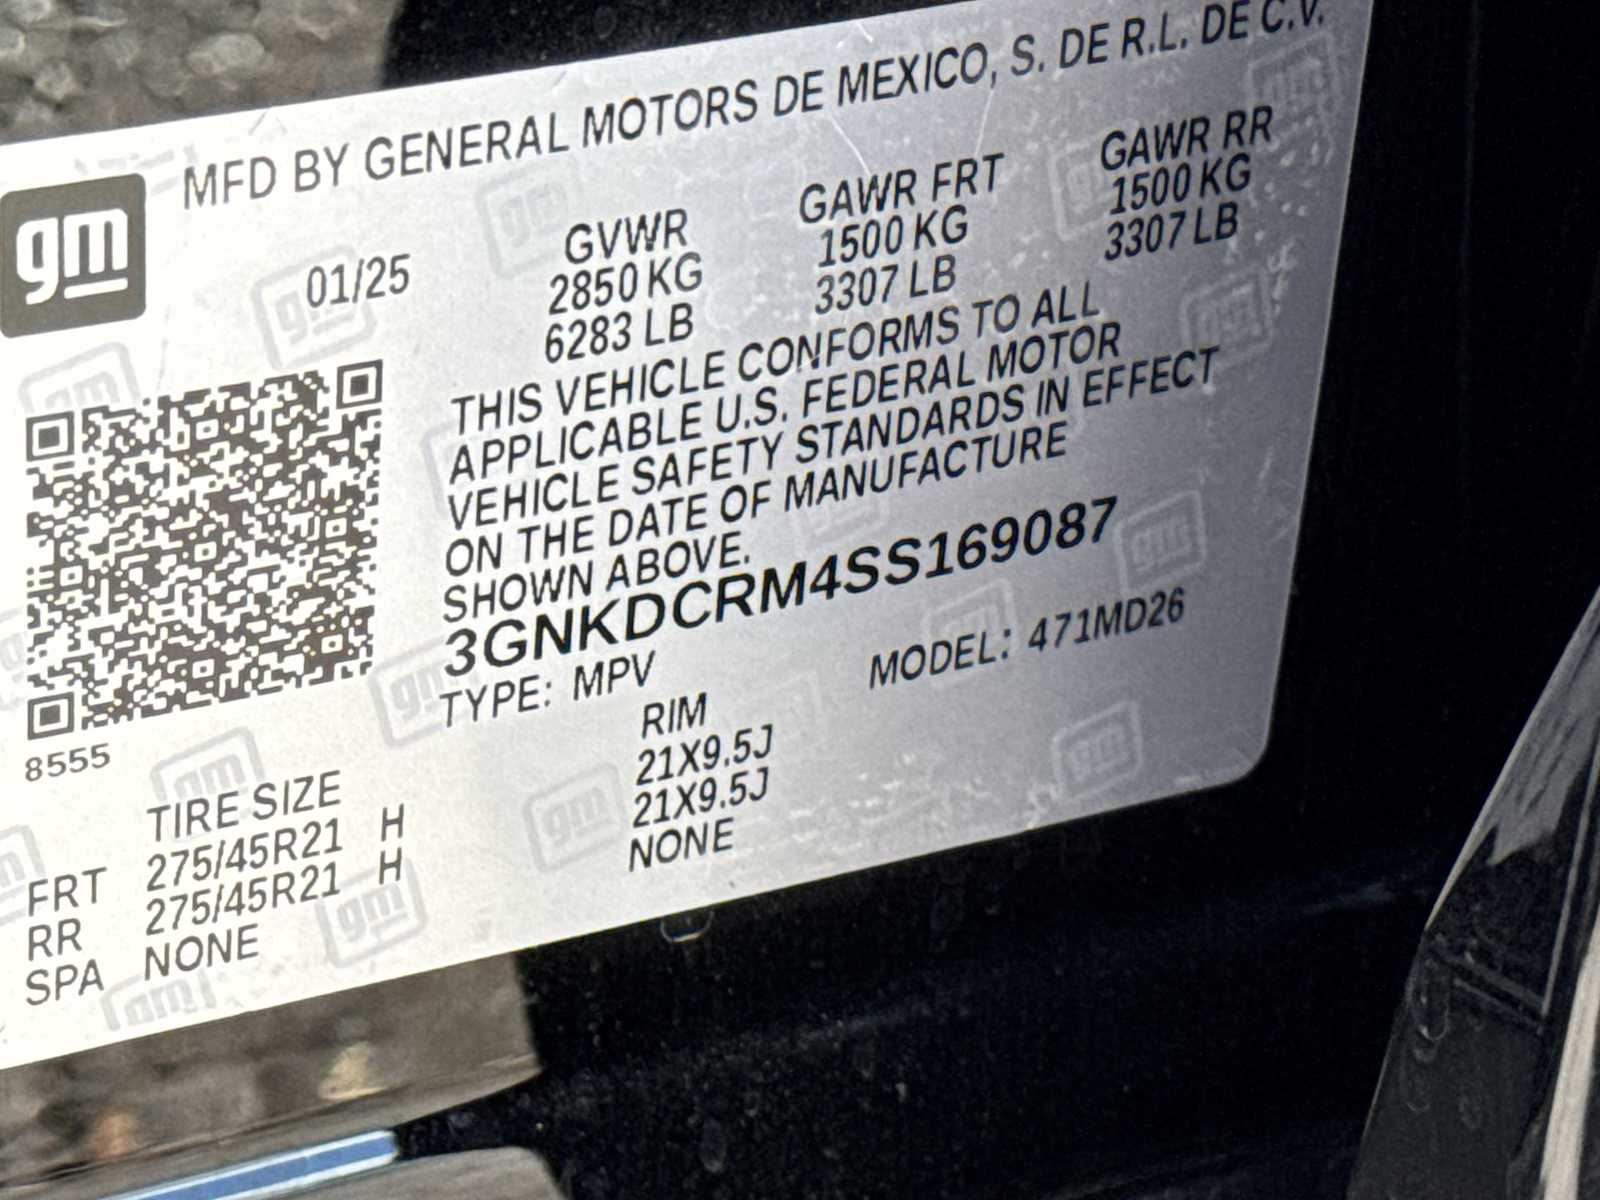 MFD BY GENERAL MOTORS DE MEXICO, S. DE R.L. DE C.V.
gm
01/25
GVWR GAWR FRT GAWR RR
2850 KG 1500 KG 1500 KG
6283 LB 3307 LB 3307 LB
THIS VEHICLE CONFORMS TO ALL
APPLICABLE U.S. FEDERAL MOTOR
VEHICLE SAFETY STANDARDS IN EFFECT
ON THE DATE OF MANUFACTURE
SHOWN ABOVE.
3GNKDCRM4SS169087
TYPE: MPV MODEL: 471MD26
8555
TIRE SIZE RIM
FRT 275/45R21 H 21X9.5J
RR 275/45R21 H 21X9.5J
SPA NONE NONE